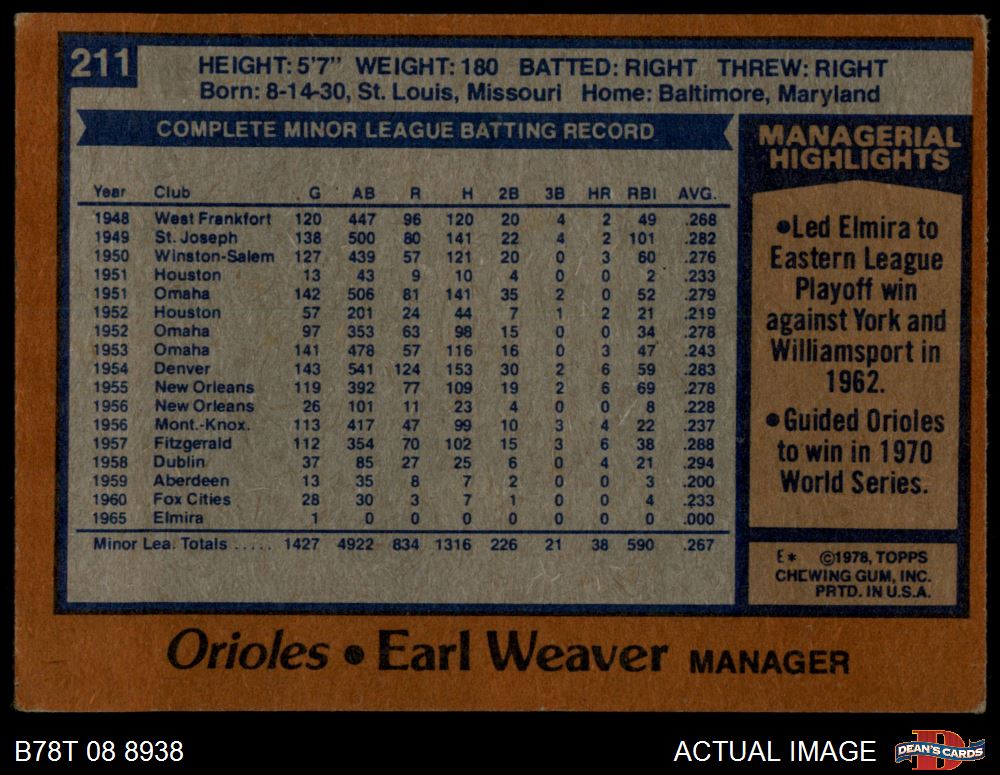 211
HEIGHT: 5'7" WEIGHT: 180 BATTED: RIGHT THREW: RIGHT
Born: 8-14-30, St. Louis, Missouri Home: Baltimore, Maryland
COMPLETE MINOR LEAGUE BATTING RECORD
Year Club G AB R H 2B 3B HR RBI AVG.
1948 West Frankfort 120 447 96 120 20 4 2 49 .268
1949 St. Joseph 138 500 80 141 22 4 2 101 .282
1950 Winston-Salem 127 439 57 121 20 0 3 60 .276
1951 Houston 13 43 9 10 4 0 0 2 .233
1951 Omaha 142 506 81 141 35 2 0 52 .279
1952 Houston 57 201 24 44 7 1 2 21 .219
1952 Omaha 97 353 63 98 15 0 0 34 .278
1953 Omaha 141 478 57 116 16 0 3 47 .243
1954 Denver 143 541 124 153 30 2 6 59 .283
1955 New Orleans 119 392 77 109 19 2 6 69 .278
1956 New Orleans 26 101 11 23 4 0 0 8 .228
1956 Mont.-Knox. 113 417 47 99 10 3 4 22 .237
1957 Fitzgerald 112 354 70 102 15 3 6 38 .288
1958 Dublin 37 85 27 25 6 0 4 21 .294
1959 Aberdeen 13 35 8 7 2 0 0 3 .200
1960 Fox Cities 28 30 3 7 1 0 0 4 .233
1965 Elmira 1 0 0 0 0 0 0 0 .000
Minor Lea. Totals ..... 1427 4922 834 1316 226 21 38 590 .267
MANAGERIAL
HIGHLIGHTS
•Led Elmira to
Eastern League
Playoff win
against York and
Williamsport in
1962.
•Guided Orioles
to win in 1970
World Series.
E* ©1978, TOPPS
CHEWING GUM, INC.
PRTD. IN U.S.A.
Orioles • Earl Weaver MANAGER
B78T 08 8938
ACTUAL IMAGE
DEAN'S CARDS